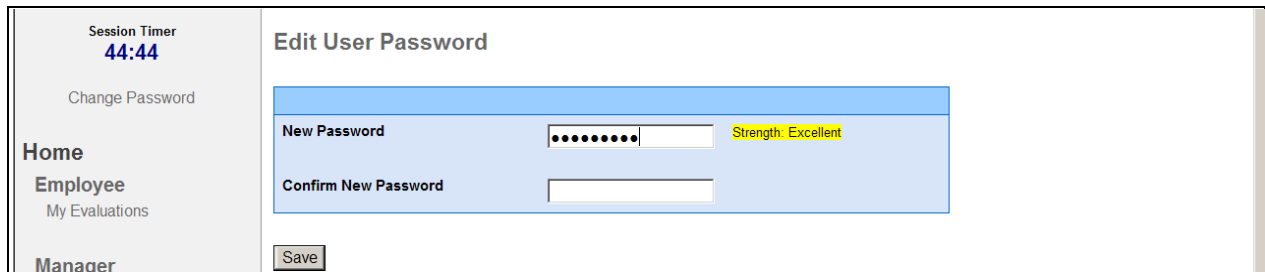 Session Timer
44:44
Change Password
Home
Employee
My Evaluations
Manager
Edit User Password
New Password
●●●●●●●●●
Strength: Excellent
Confirm New Password
Save